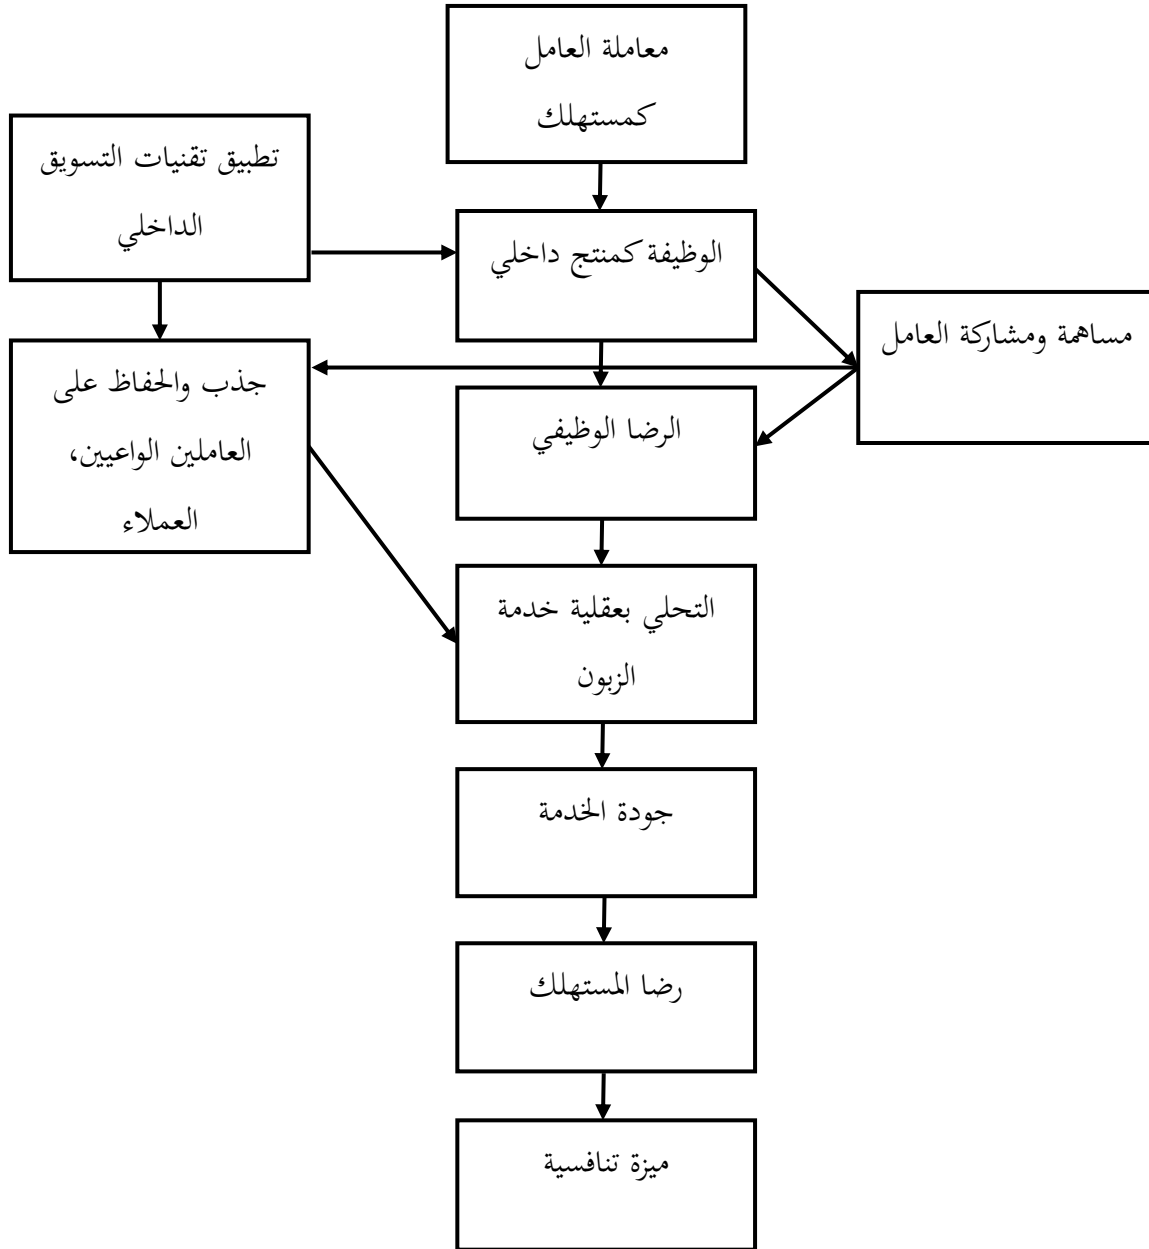 معاملة العامل
كمستهلك
تطبيق تقنيات التسويق
الداخلي
الوظيفة كمنتج داخلي
مساهمة ومشاركة العامل
جذب والحفاظ على
العاملين الواعيين،
العملاء
الرضا الوظيفي
التحلي بعقلية خدمة
الزبون
جودة الخدمة
رضا المستهلك
ميزة تنافسية